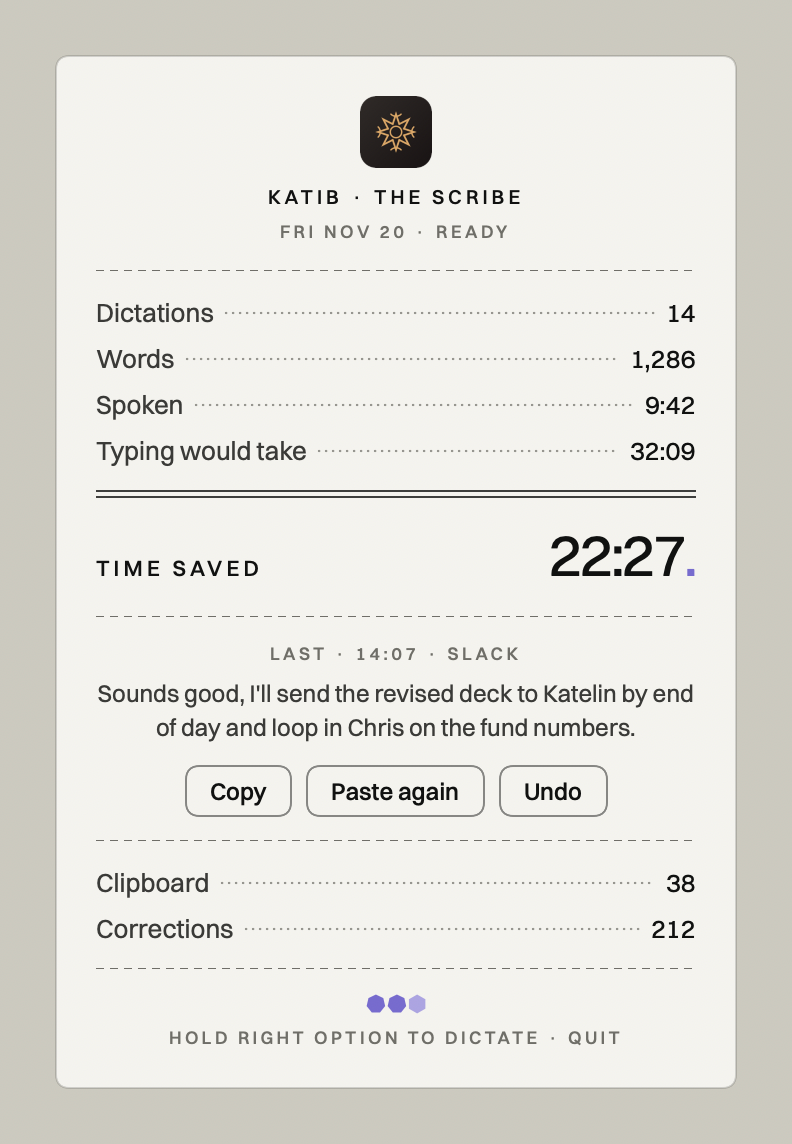 KATIB · THE SCRIBE
FRI NOV 20 · READY
Dictations 14
Words 1,286
Spoken 9:42
Typing would take 32:09
TIME SAVED 22:27.
LAST · 14:07 · SLACK
Sounds good, I'll send the revised deck to Katelin by end
of day and loop in Chris on the fund numbers.
Copy Paste again Undo
Clipboard 38
Corrections 212
HOLD RIGHT OPTION TO DICTATE · QUIT